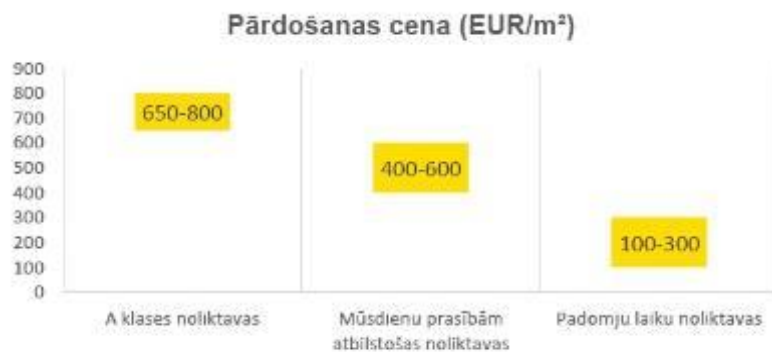 Pārdošanas cena (EUR/m²)
900
800
700
600
500
400
300
200
100
0
650-800
400-600
100-300
A klases noliktavas
Mūsdienu prasībām
atbilstošas noliktavas
Padomju laiku noliktavas